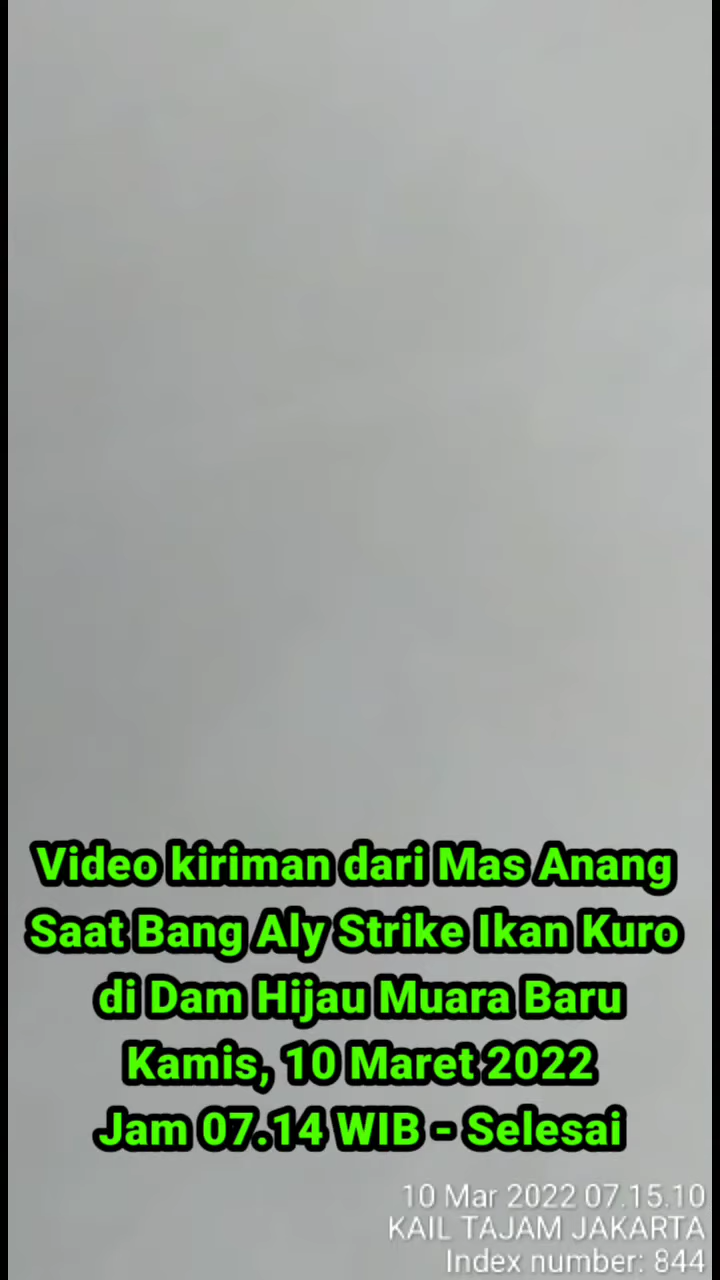 Video kiriman dari Mas Anang
Saat Bang Aly Strike Ikan Kuro
di Dam Hijau Muara Baru
Kamis, 10 Maret 2022
Jam 07.14 WIB - Selesai
10 Mar 2022 07.15.10
KAIL TAJAM JAKARTA
Index number: 844